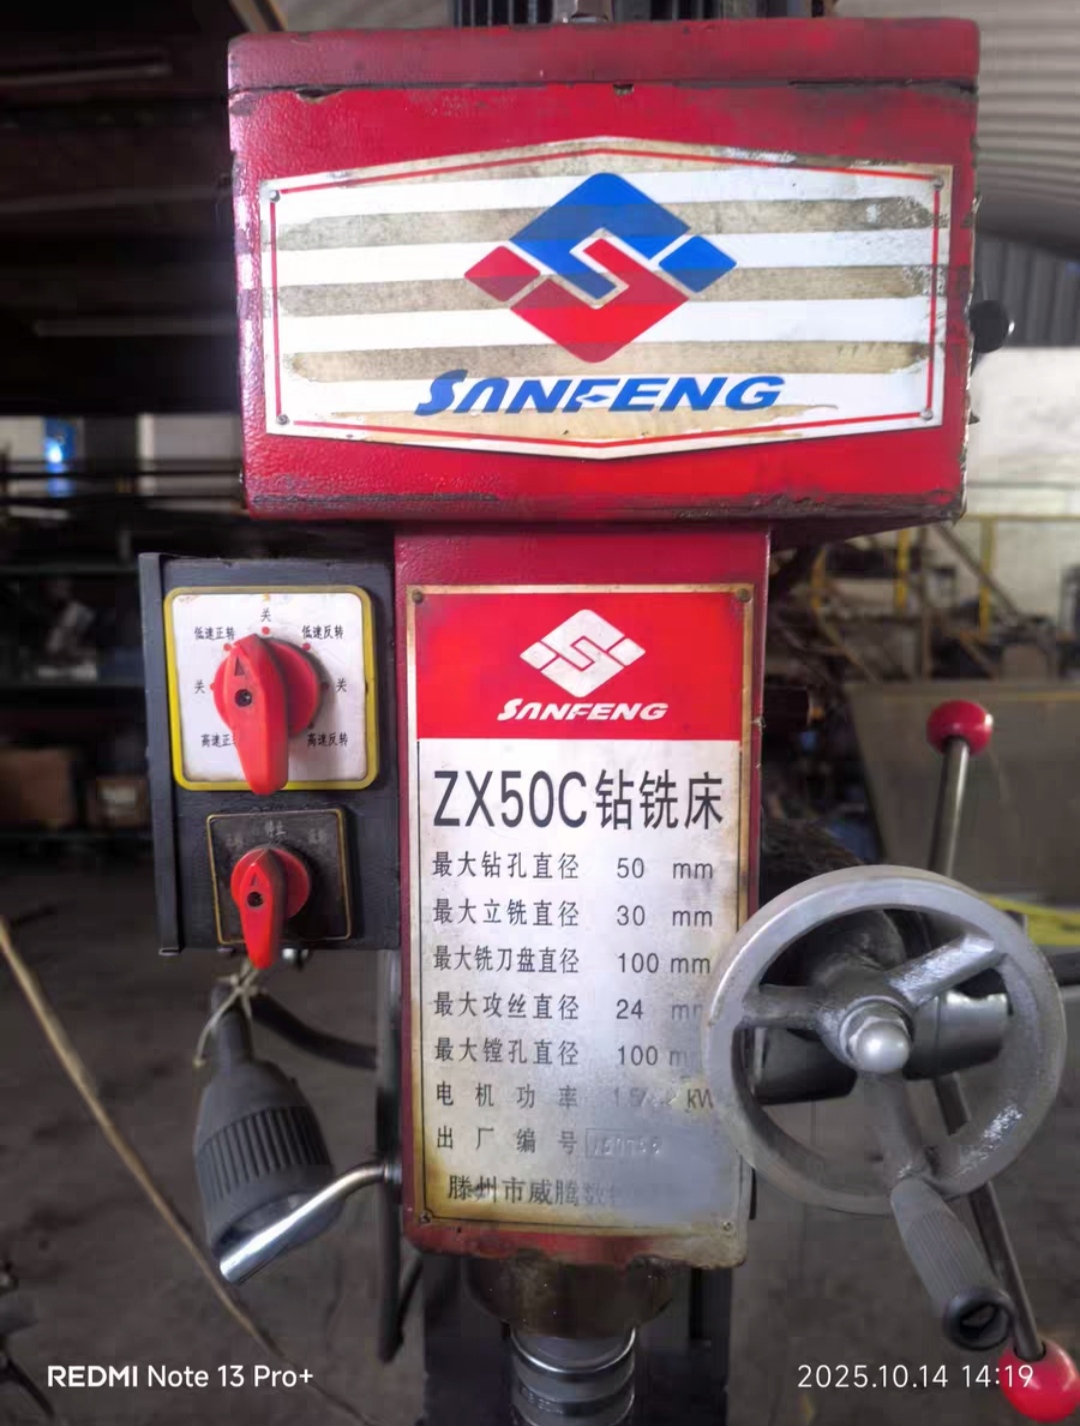 SANFENG
关
低速正转 低速反转
关 关
高速正 高速反转
停止
SANFENG
ZX50C钻铣床
最大钻孔直径 50 mm
最大立铣直径 30 mm
最大铣刀盘直径 100 mm
最大攻丝直径 24 m
最大镗孔直径 100 m
电机功率 kW
出厂编号
滕州市威腾数
REDMI Note 13 Pro+
2025.10.14 14:19